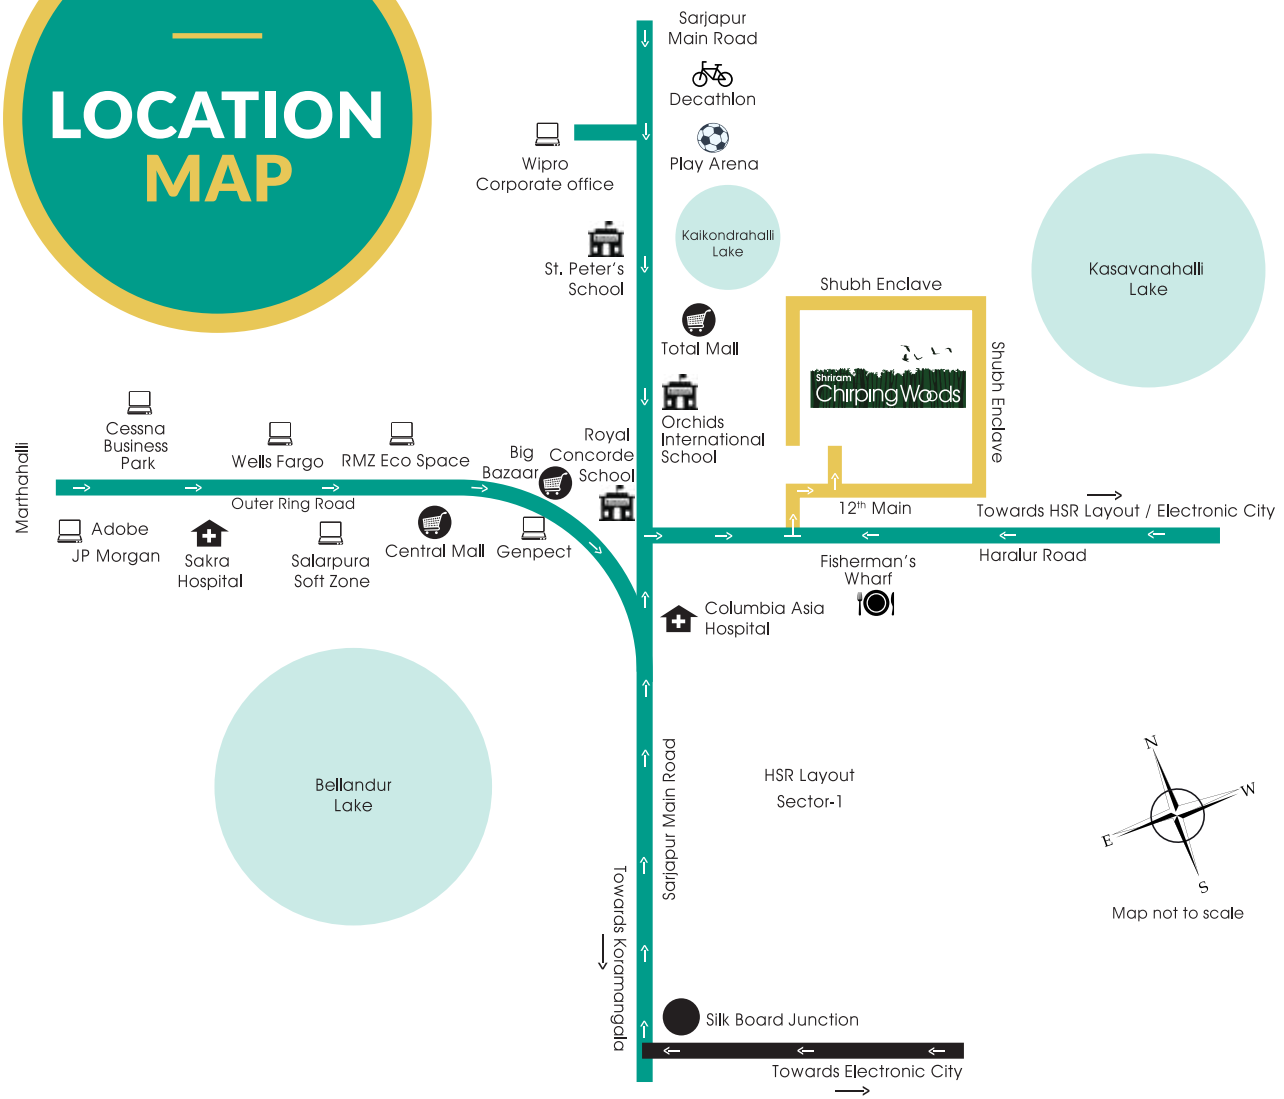 LOCATION
MAP
Sarjapur
Main Road
Decathlon
Play Arena
Wipro
Corporate office
Kaikondrahalli
Lake
Kasavanahalli
Lake
St. Peter's
School
Shubh Enclave
Shubh Enclave
Total Mall
Shriram
Chirping Woods
Orchids
International
School
Royal
Concorde
School
Big
Bazaar
Cessna
Business
Park
Wells Fargo
RMZ Eco Space
Marthahalli
Outer Ring Road
Adobe
JP Morgan
Sakra
Hospital
Salarpura
Soft Zone
Central Mall
Genpect
12th Main
Towards HSR Layout / Electronic City
Haralur Road
Fisherman's
Wharf
Columbia Asia
Hospital
Bellandur
Lake
Sarjapur Main Road
HSR Layout
Sector-1
N
W
E
S
Map not to scale
Towards Koramangala
Silk Board Junction
Towards Electronic City